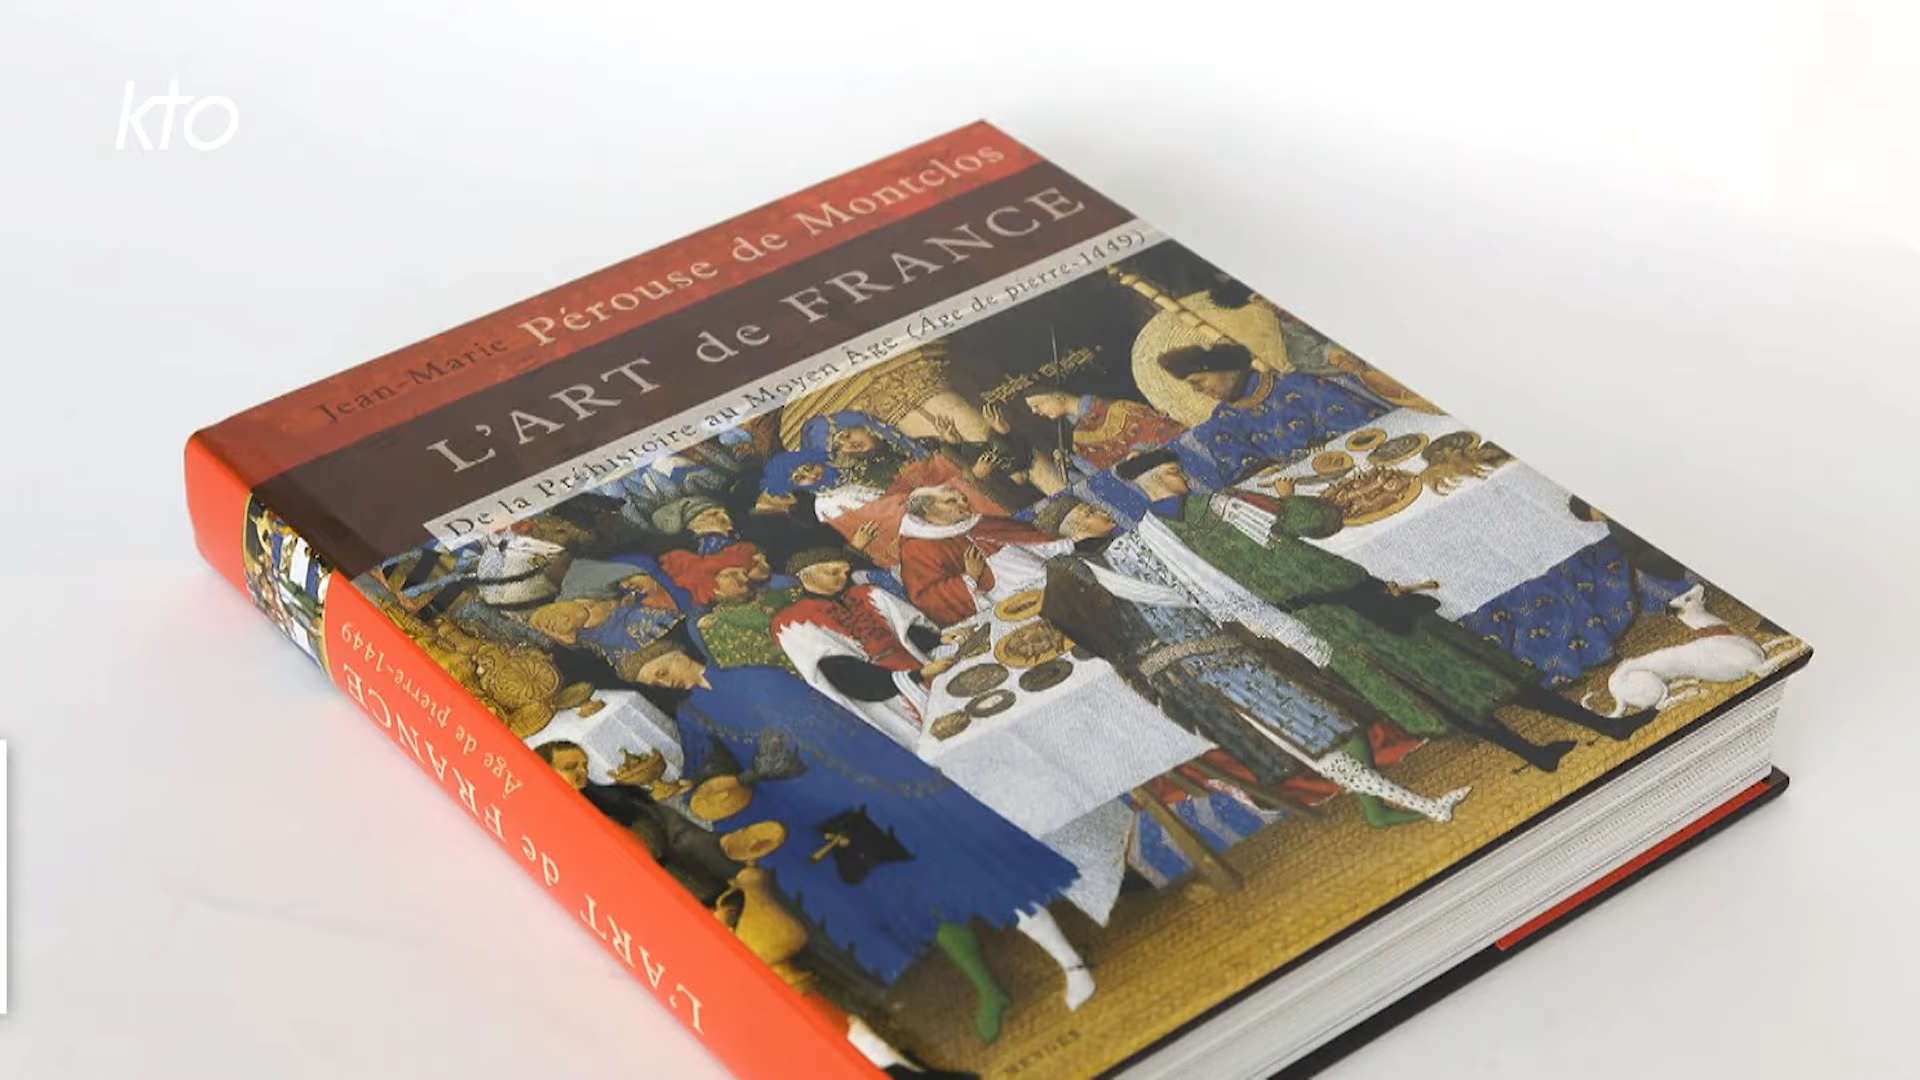 kto
Jean-Marie Pérouse de Montclos
L'ART de FRANCE
De la Préhistoire au Moyen Âge (Âge de pierre-1449)
L'ART de FRANCE
Âge de pierre-1449
MENGÈS